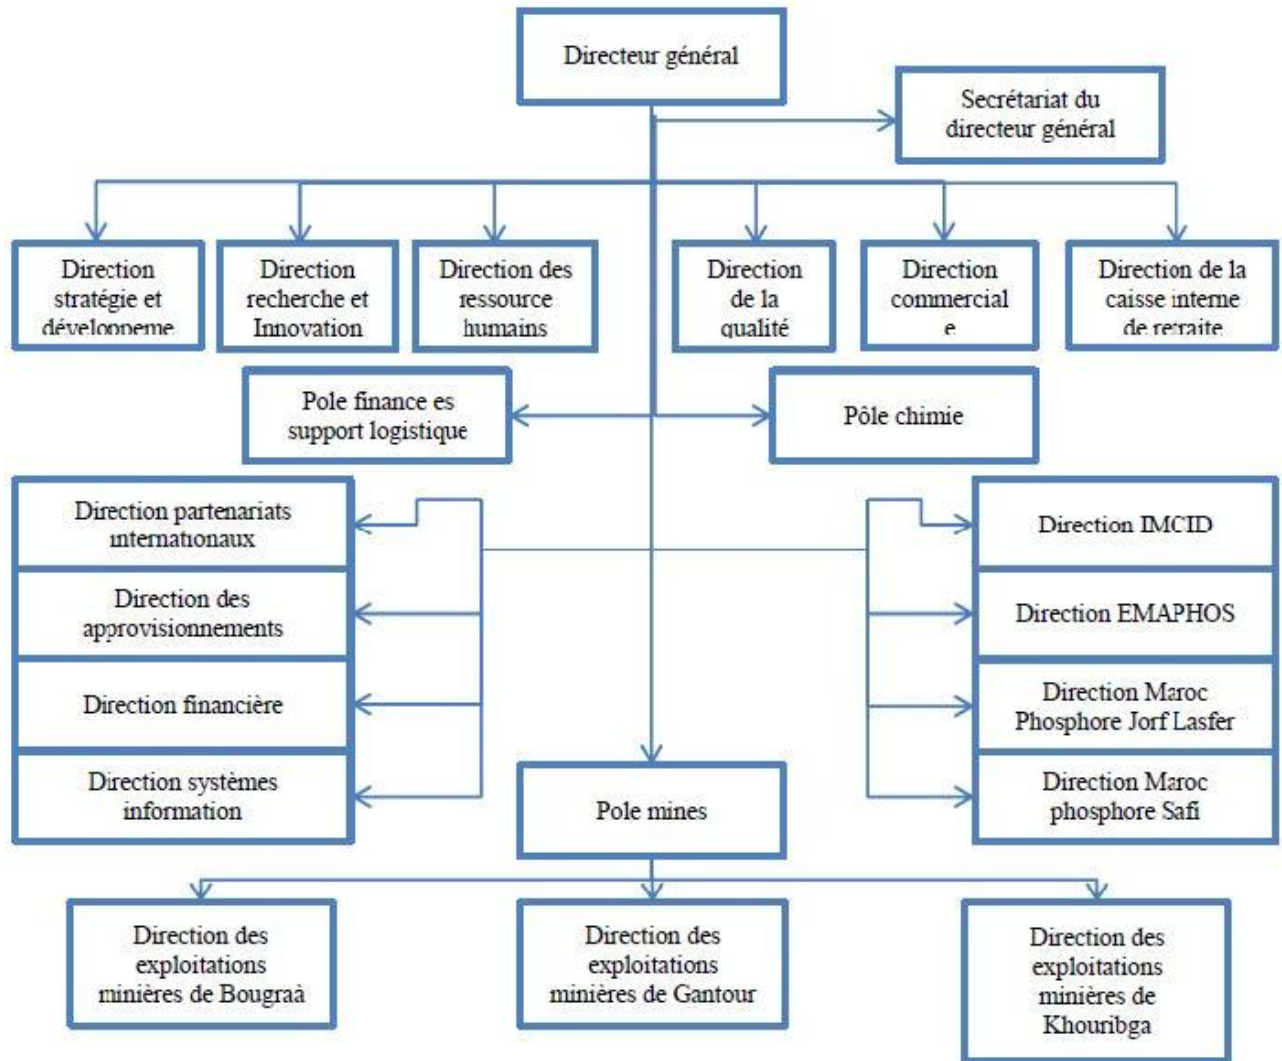 Directeur général
Secrétariat du
directeur général
Direction
stratégie et
développeme
Direction
recherche et
Innovation
Direction des
ressource
humains
Direction
de la
qualité
Direction
commercial
e
Direction de la
caisse interne
de retraite
Pole finance es
support logistique
Pôle chimie
Direction partenariats
internationaux
Direction des
approvisionnements
Direction financière
Direction systèmes
information
Direction IMCID
Direction EMAPHOS
Direction Maroc
Phosphore Jorf Lasfer
Direction Maroc
phosphore Safi
Pole mines
Direction des
exploitations
minières de Bougraà
Direction des
exploitations
minières de Gantour
Direction des
exploitations
minières de
Khouribga